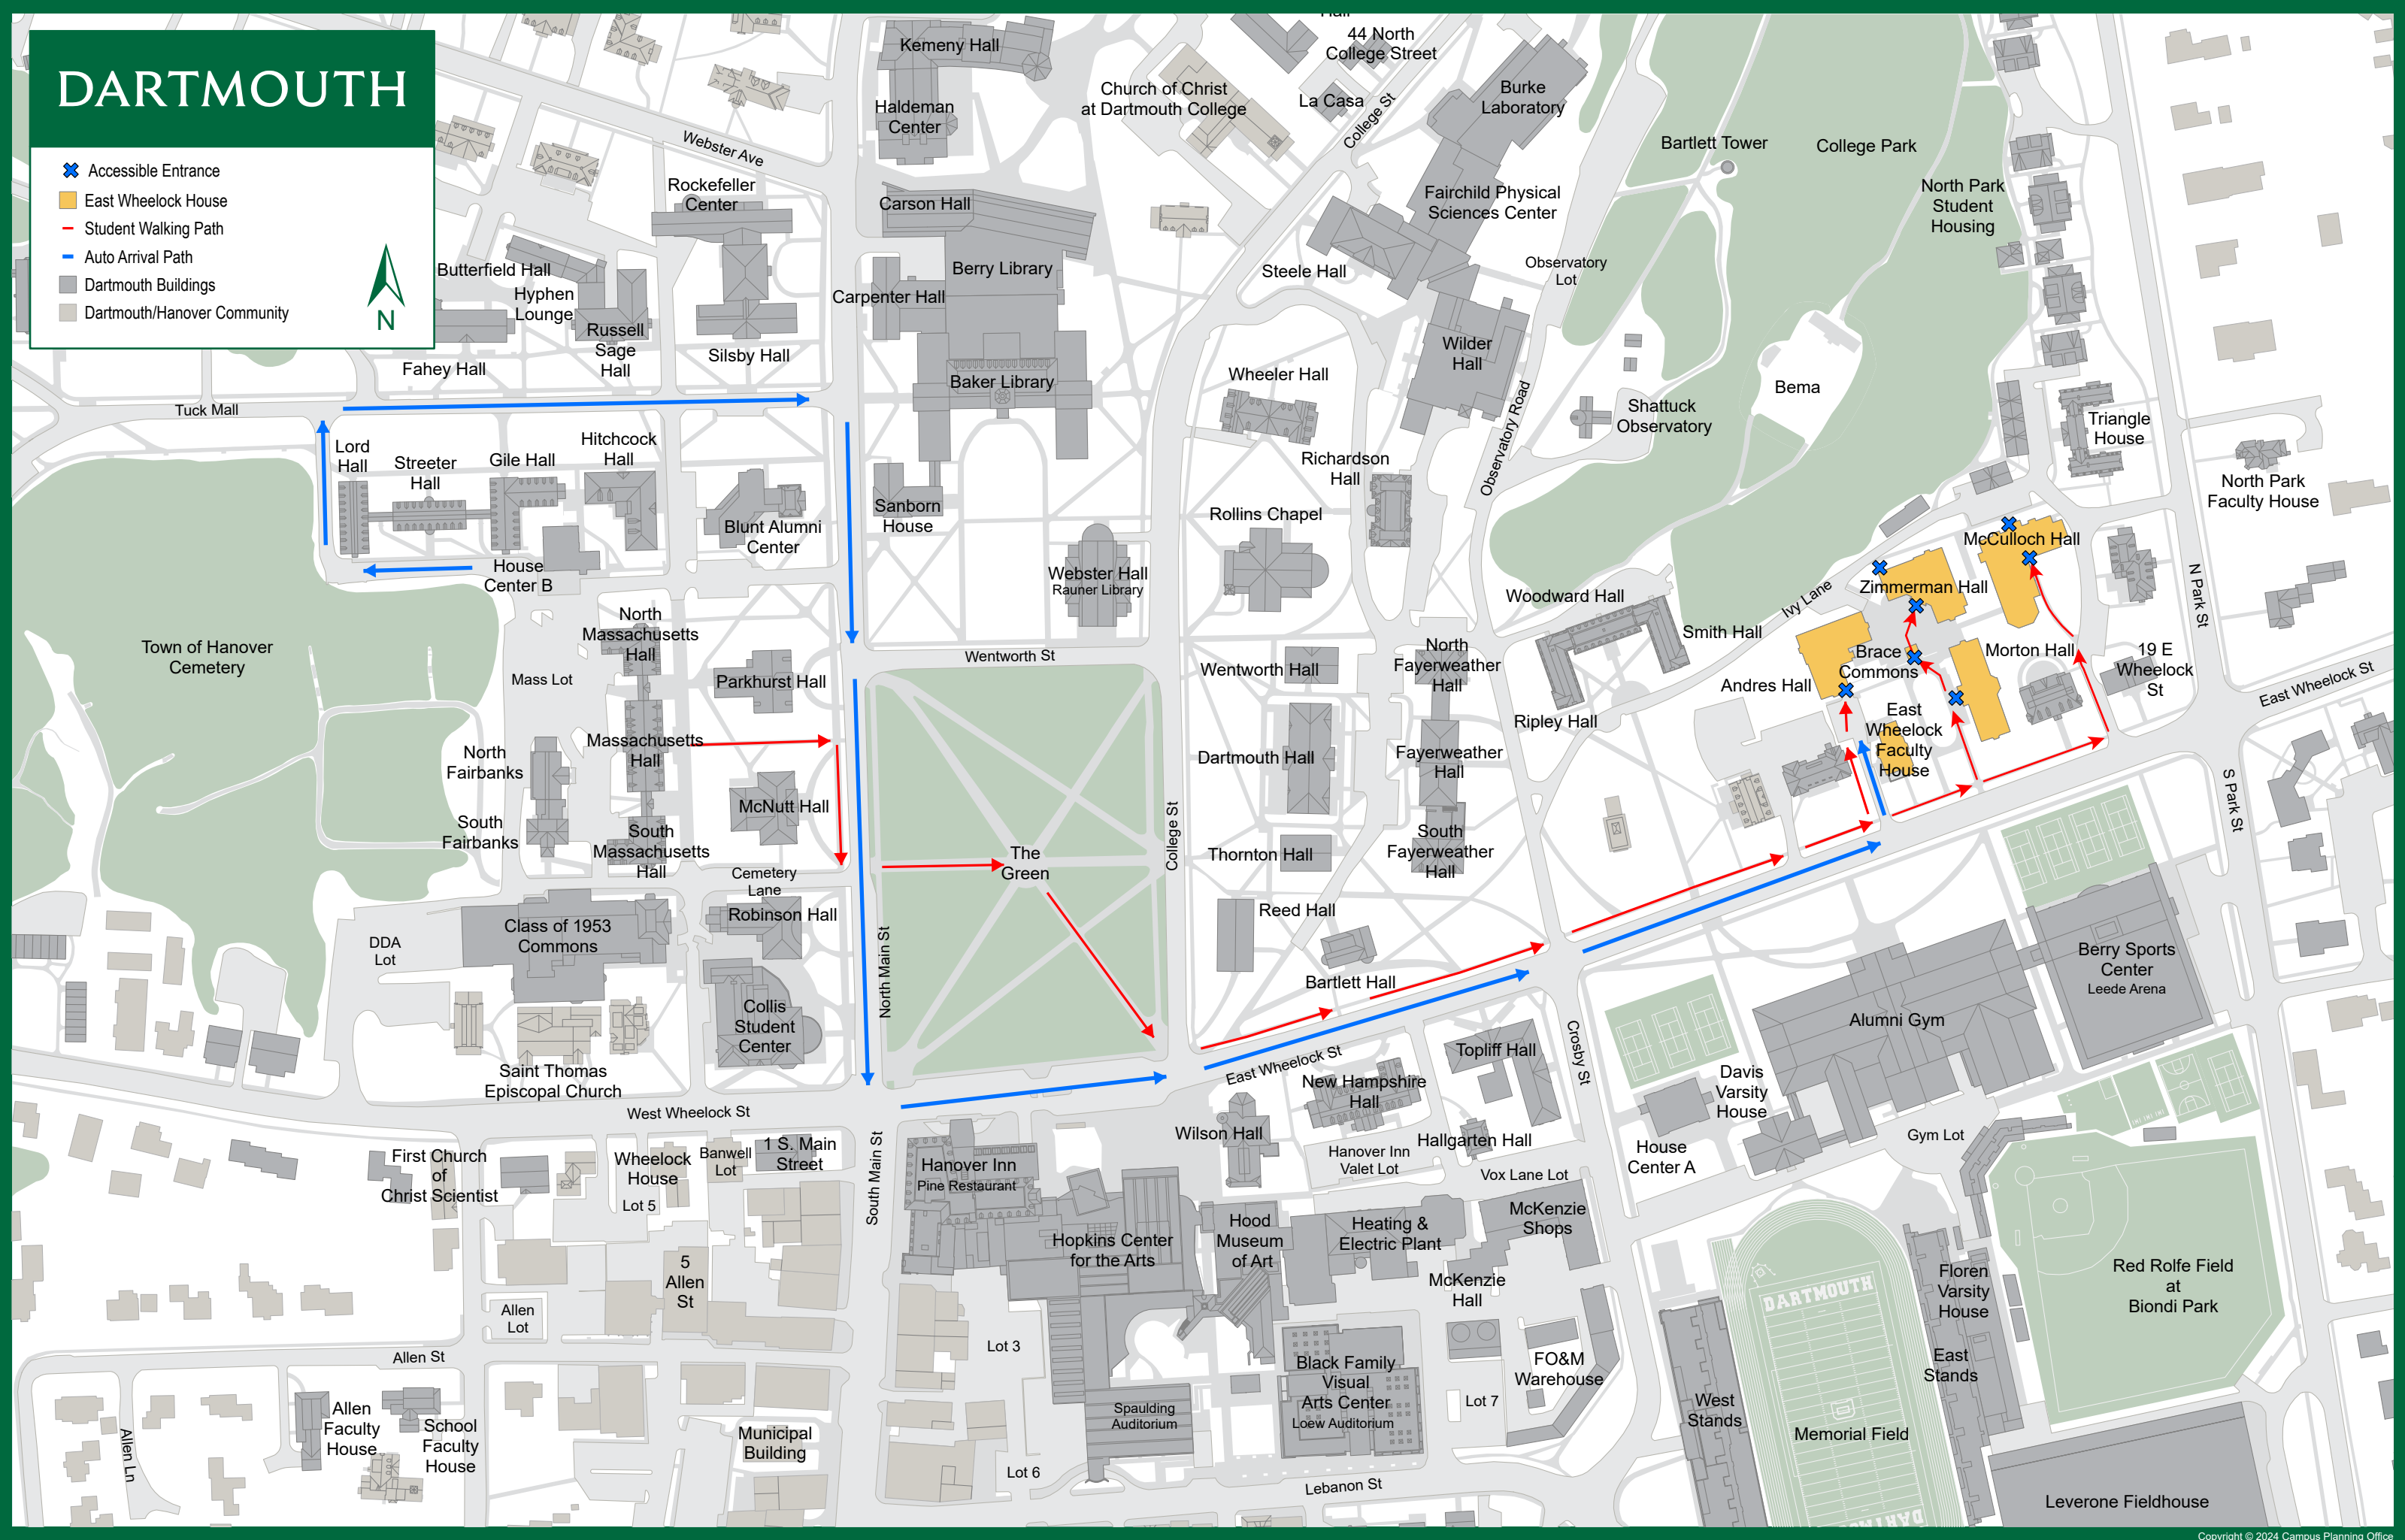 DARTMOUTH
Accessible Entrance
East Wheelock House
Student Walking Path
Auto Arrival Path
Dartmouth Buildings
Dartmouth/Hanover Community
N
Kemeny Hall
Haldeman
Center
Webster Ave
Rockefeller
Center
Carson Hall
Church of Christ
at Dartmouth College
44 North
College Street
La Casa
College St
Burke
Laboratory
Fairchild Physical
Sciences Center
Bartlett Tower
College Park
North Park
Student
Housing
Butterfield Hall
Hyphen
Lounge
Russell
Sage
Hall
Fahey Hall
Silsby Hall
Carpenter Hall
Berry Library
Baker Library
Steele Hall
Observatory
Lot
Wilder
Hall
Wheeler Hall
Observatory Road
Shattuck
Observatory
Bema
Triangle
House
North Park
Faculty House
Tuck Mall
Lord
Hall
Streeter
Hall
Gile Hall
Hitchcock
Hall
Blunt Alumni
Center
Sanborn
House
Richardson
Hall
Rollins Chapel
Webster Hall
Rauner Library
House
Center B
McCulloch Hall
Zimmerman Hall
Ivy Lane
N Park St
Woodward Hall
Smith Hall
Ripley Hall
Town of Hanover
Cemetery
Mass Lot
North
Massachusetts
Hall
Parkhurst Hall
Wentworth St
Wentworth Hall
North
Fayerweather
Hall
Brace
Commons
Andres Hall
Morton Hall
19 E
Wheelock
St
East Wheelock St
East
Wheelock
Faculty
House
North
Fairbanks
Massachusetts
Hall
Dartmouth Hall
Fayerweather
Hall
McNutt Hall
South
Fairbanks
South
Massachusetts
Hall
Cemetery
Lane
The
Green
College St
Thornton Hall
South
Fayerweather
Hall
S Park St
Robinson Hall
Class of 1953
Commons
DDA
Lot
North Main St
Reed Hall
Bartlett Hall
Berry Sports
Center
Leede Arena
Alumni Gym
Collis
Student
Center
Saint Thomas
Episcopal Church
East Wheelock St
Topliff Hall
Crosby St
Davis
Varsity
House
New Hampshire
Hall
West Wheelock St
Wilson Hall
Hallgarten Hall
House
Center A
Gym Lot
1 S. Main
Street
Banwell
Lot
Wheelock
House
Lot 5
First Church
of
Christ Scientist
South Main St
Hanover Inn
Pine Restaurant
Hanover Inn
Valet Lot
Vox Lane Lot
McKenzie
Shops
Hood
Museum
of Art
Heating &
Electric Plant
Hopkins Center
for the Arts
McKenzie
Hall
5
Allen
St
Allen
Lot
Allen St
Lot 3
Floren
Varsity
House
Red Rolfe Field
at
Biondi Park
DARTMOUTH
East
Stands
FO&M
Warehouse
Black Family
Visual
Arts Center
Loew Auditorium
Lot 7
West
Stands
Memorial Field
Allen
Faculty
House
School
Faculty
House
Allen Ln
Municipal
Building
Spaulding
Auditorium
Lot 6
Lebanon St
Leverone Fieldhouse
DARTMOUTH
Copyright © 2024 Campus Planning Office